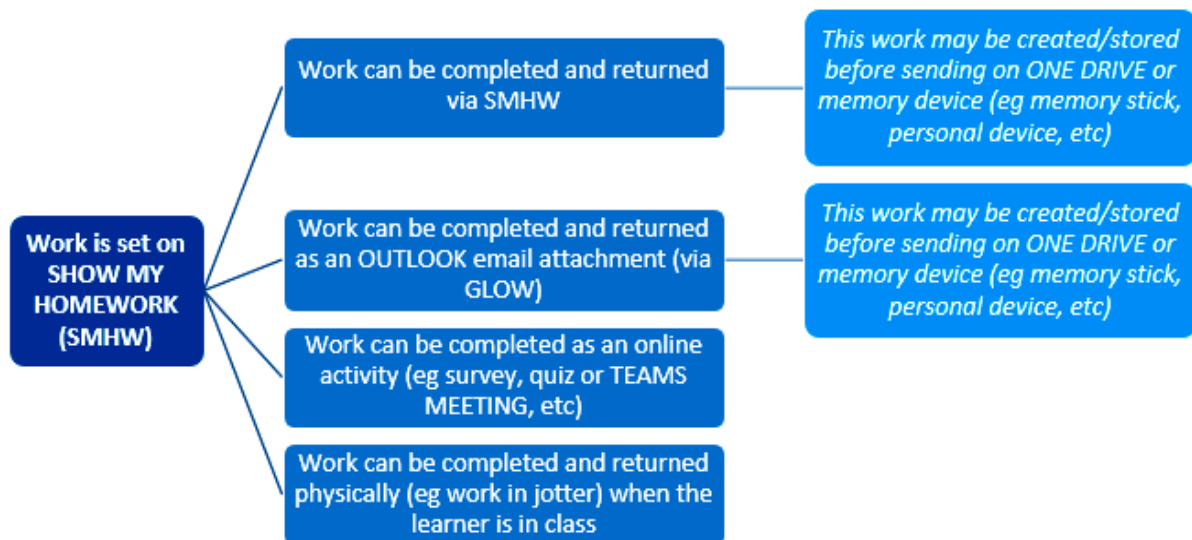 Work is set on
SHOW MY
HOMEWORK
(SMHW)
Work can be completed and returned
via SMHW
This work may be created/stored
before sending on ONE DRIVE or
memory device (eg memory stick,
personal device, etc)
Work can be completed and returned
as an OUTLOOK email attachment (via
GLOW)
This work may be created/stored
before sending on ONE DRIVE or
memory device (eg memory stick,
personal device, etc)
Work can be completed as an online
activity (eg survey, quiz or TEAMS
MEETING, etc)
Work can be completed and returned
physically (eg work in jotter) when the
learner is in class